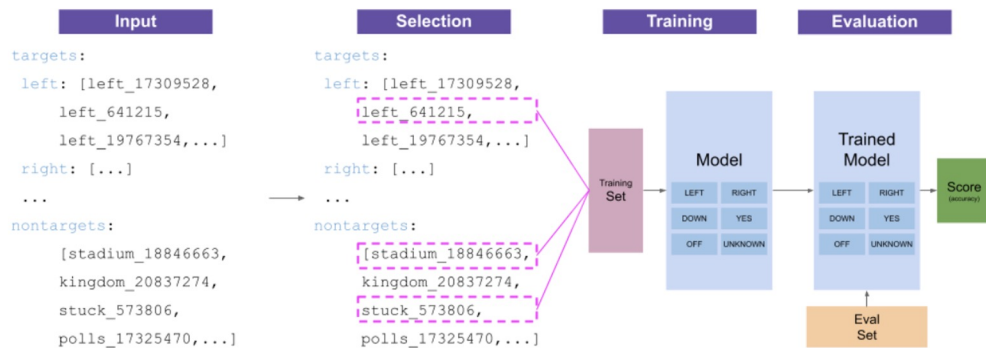 Input
targets:
left: [left_17309528,
left_641215,
left_19767354,...]
right: [...]
...
nontargets:
[stadium_18846663,
kingdom_20837274,
stuck_573806,
polls_17325470,...]
Selection
targets:
left: [left_17309528,
left_641215,
left_19767354,...]
right: [...]
...
nontargets:
[stadium_18846663,
kingdom_20837274,
stuck_573806,
polls_17325470,...]
Training
Training
Set
Model
LEFT RIGHT
DOWN YES
OFF UNKNOWN
Evaluation
Trained
Model
LEFT RIGHT
DOWN YES
OFF UNKNOWN
Eval
Set
Score
(accuracy)